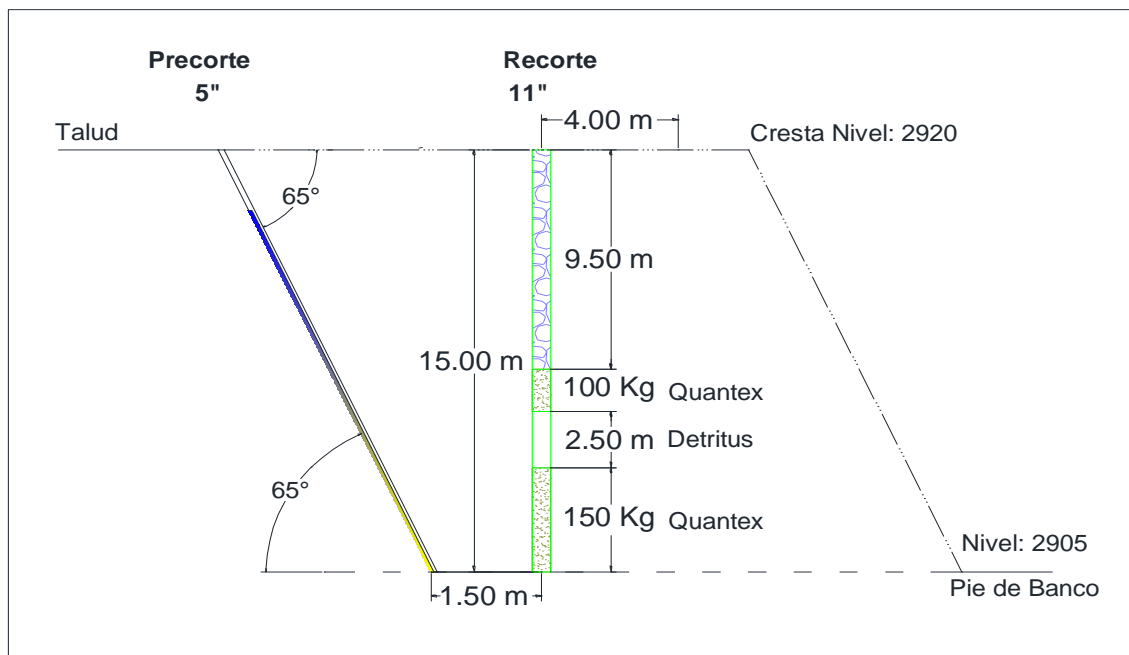 Precorte
5"
Recorte
11"
4.00 m
Talud
Cresta Nivel: 2920
65°
9.50 m
15.00 m
100 Kg Quantex
2.50 m Detritus
65°
150 Kg Quantex
Nivel: 2905
Pie de Banco
1.50 m